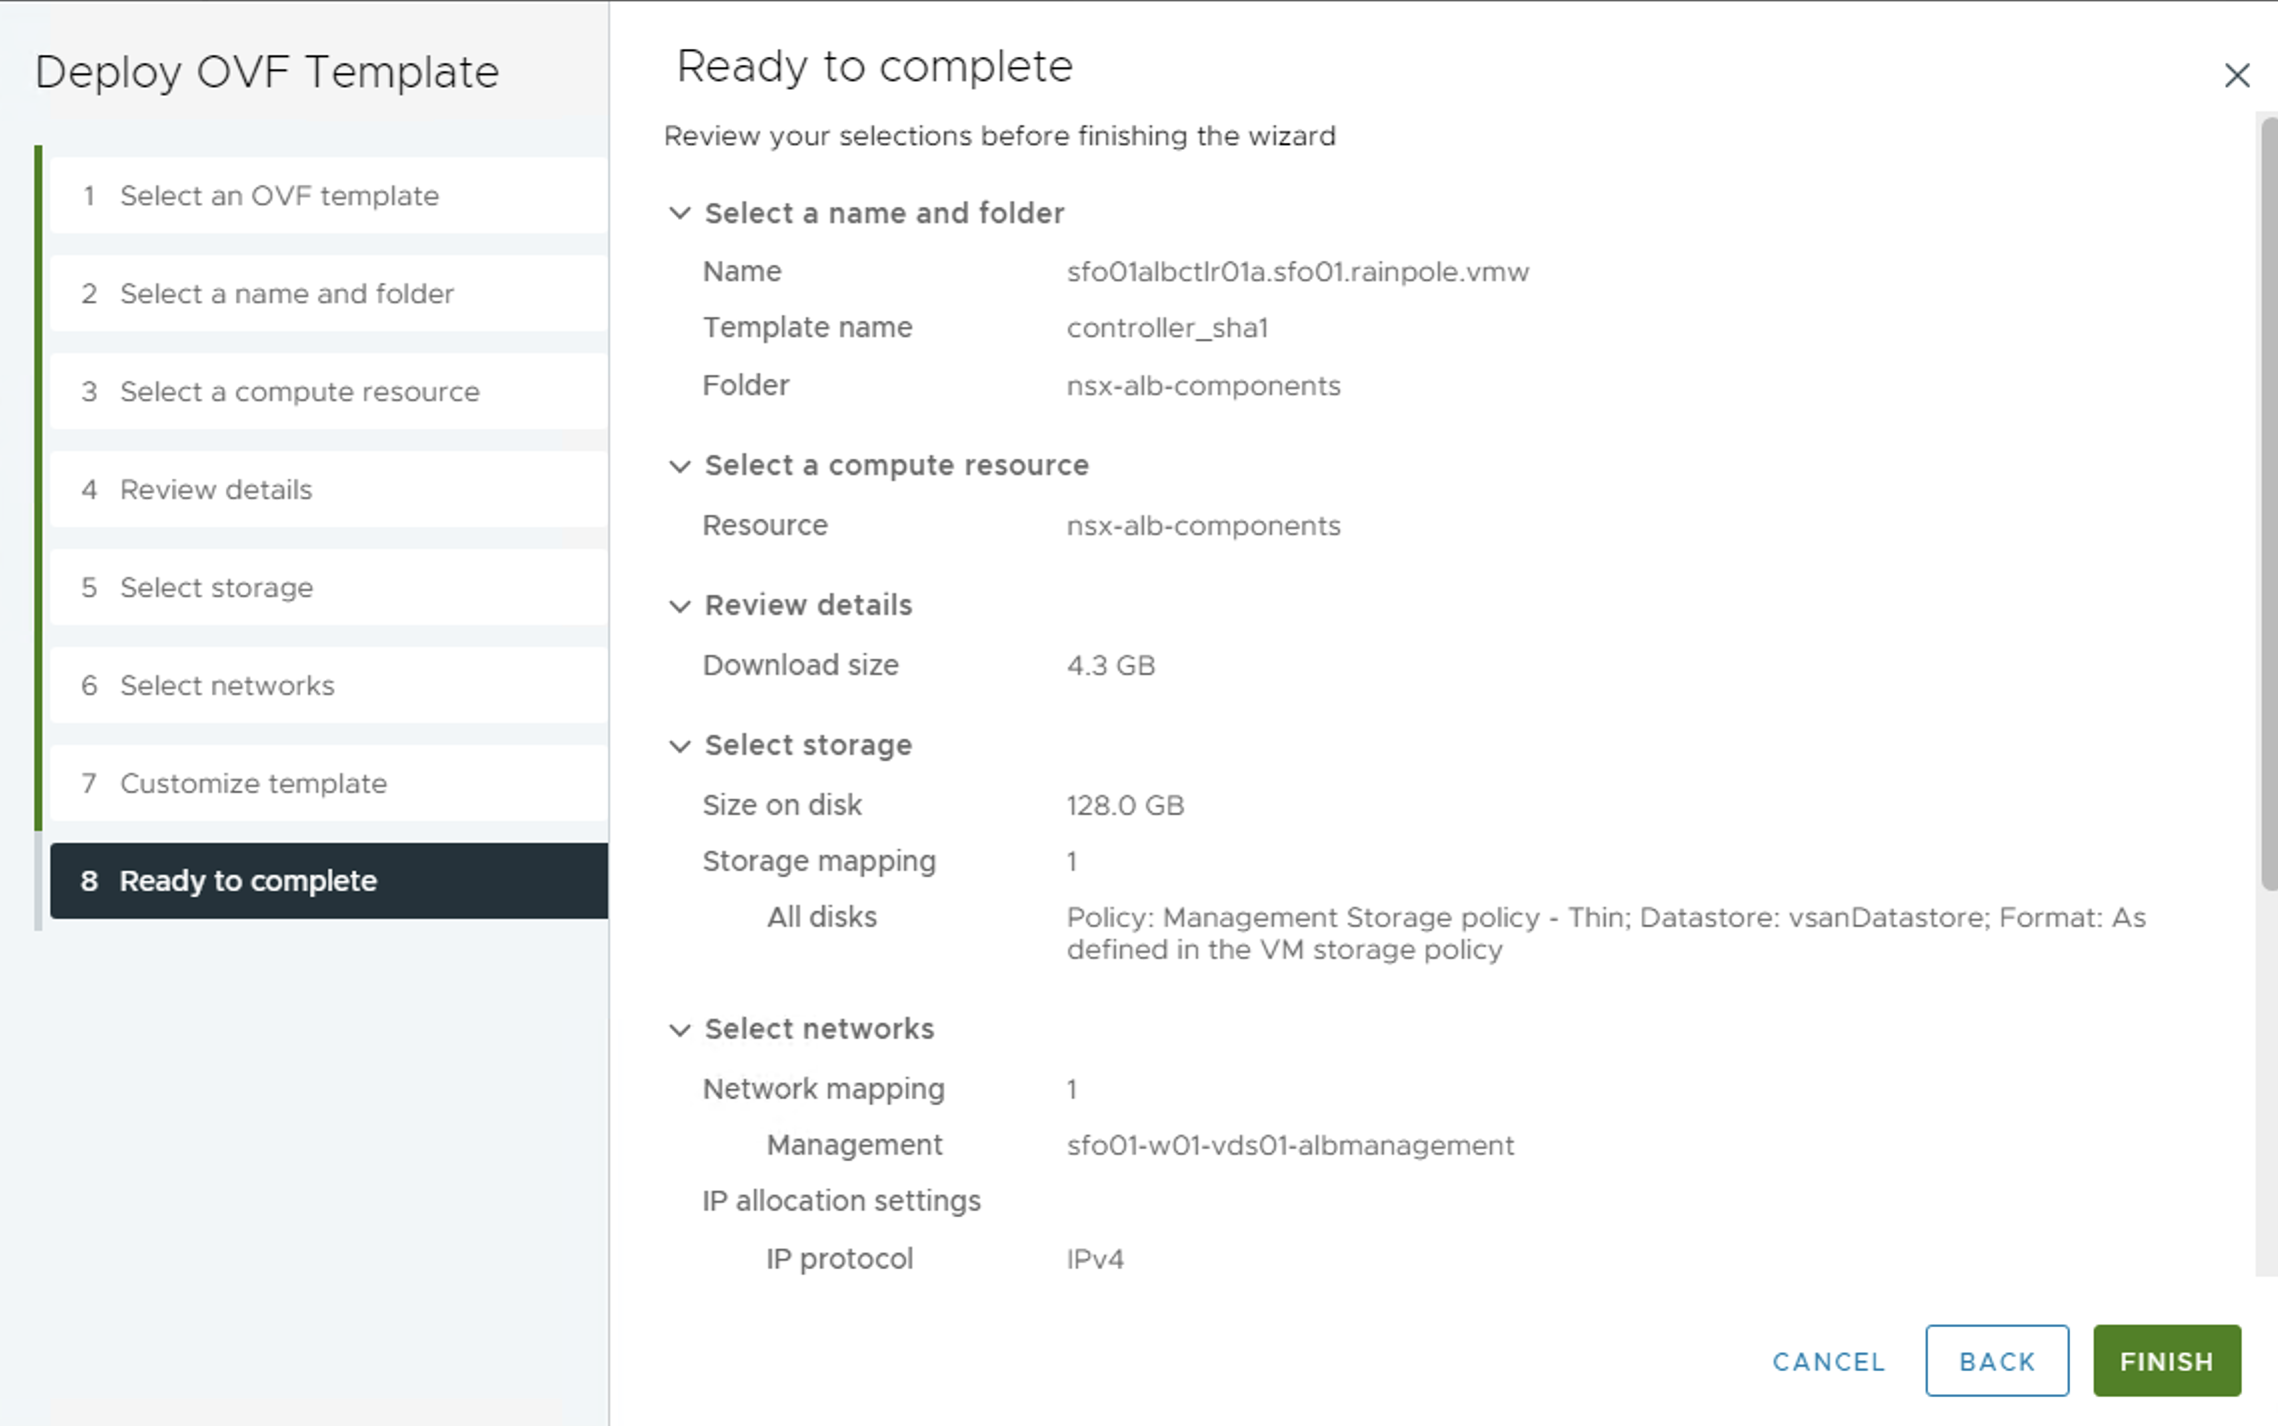 Deploy OVF Template
1 Select an OVF template
2 Select a name and folder
3 Select a compute resource
4 Review details
5 Select storage
6 Select networks
7 Customize template
8 Ready to complete
Ready to complete
Review your selections before finishing the wizard
Select a name and folder
Name sfo01albctlr01a.sfo01.rainpole.vmw
Template name controller_sha1
Folder nsx-alb-components
Select a compute resource
Resource nsx-alb-components
Review details
Download size 4.3 GB
Select storage
Size on disk 128.0 GB
Storage mapping 1
All disks Policy: Management Storage policy - Thin; Datastore: vsanDatastore; Format: As
defined in the VM storage policy
Select networks
Network mapping 1
Management sfo01-w01-vds01-albmanagement
IP allocation settings
IP protocol IPv4
CANCEL BACK FINISH